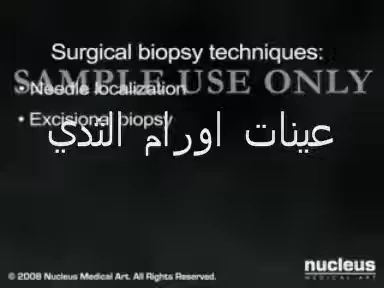 Surgical biopsy techniques:
SAMPLE USE ONLY
• Needle localization
• Excisional biopsy
عينات اورام الثدي
nucleus
MEDICAL ART
© 2008 Nucleus Medical Art. All Rights Reserved.